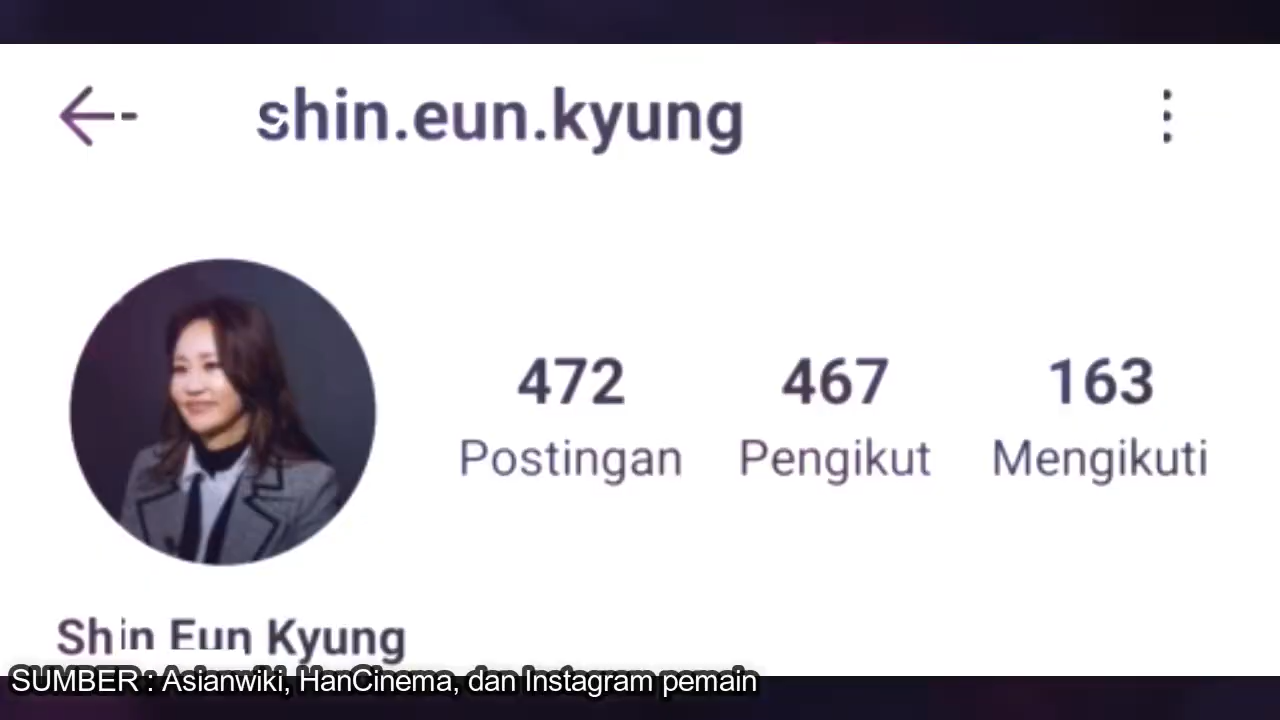 shin.eun.kyung
472 467 163
Postingan Pengikut Mengikuti
Shin Eun Kyung
SUMBER : Asianwiki, HanCinema, dan Instagram pemain